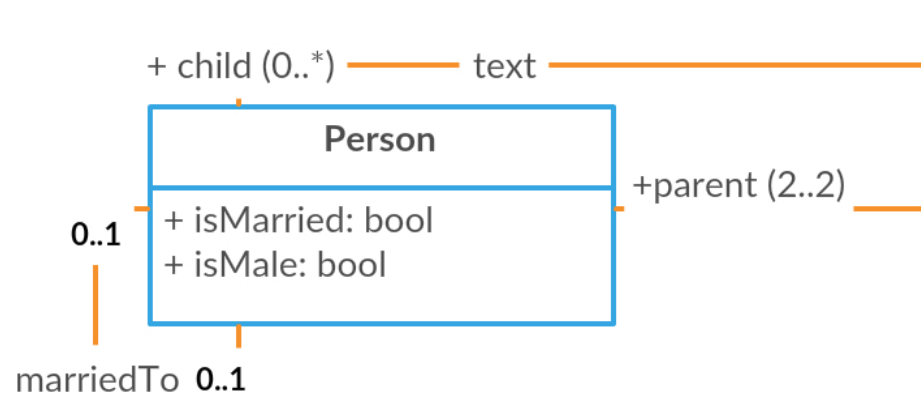 + child (0..*) text
Person
+parent (2..2)
+ isMarried: bool
0..1
+ isMale: bool
marriedTo 0..1